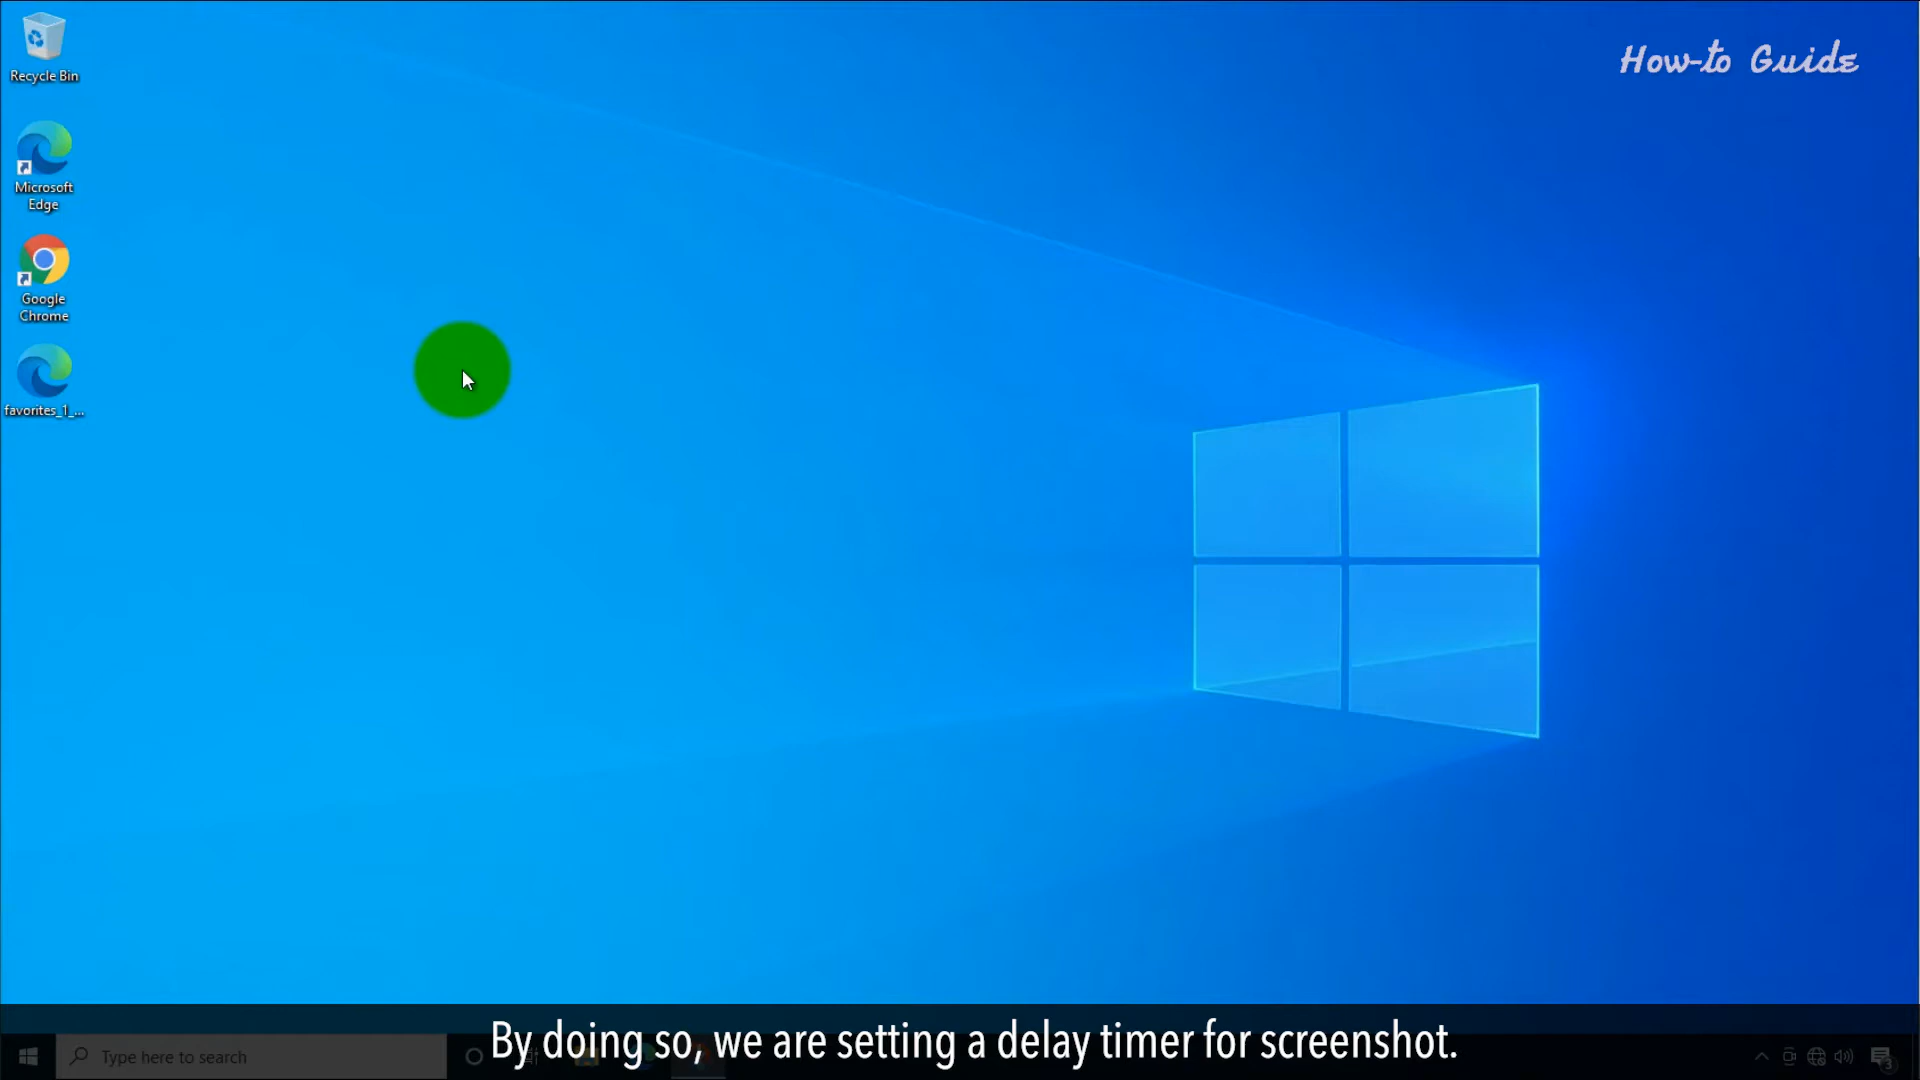 How-to Guide
Recycle Bin
Microsoft
Edge
Google
Chrome
favorites_1_...
By doing so, we are setting a delay timer for screenshot.
Type here to search
3